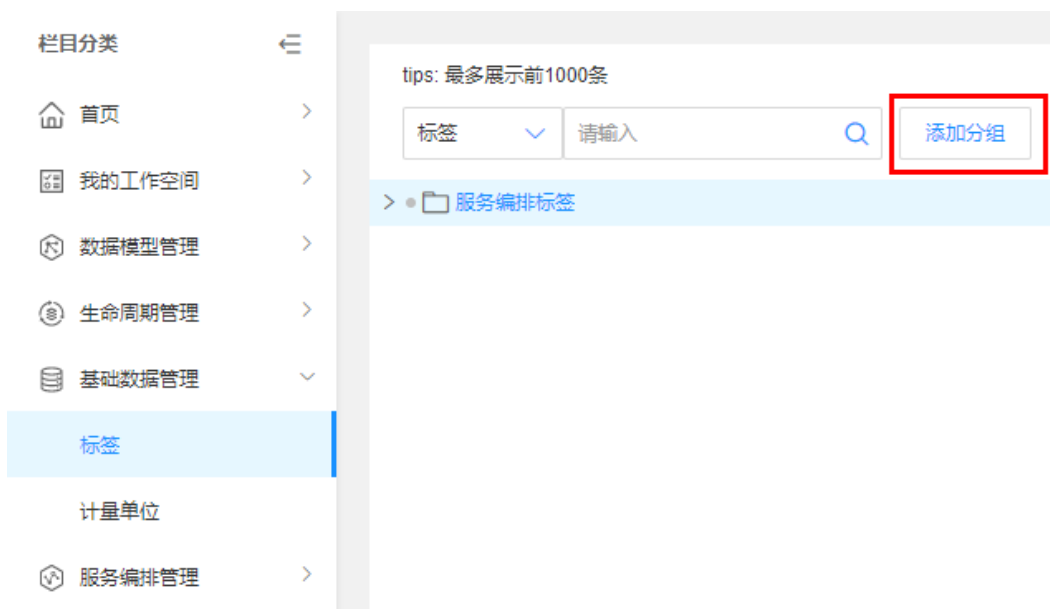 栏目分类
首页
我的工作空间
数据模型管理
生命周期管理
基础数据管理
标签
计量单位
服务编排管理
tips: 最多展示前1000条
标签 请输入 添加分组
服务编排标签